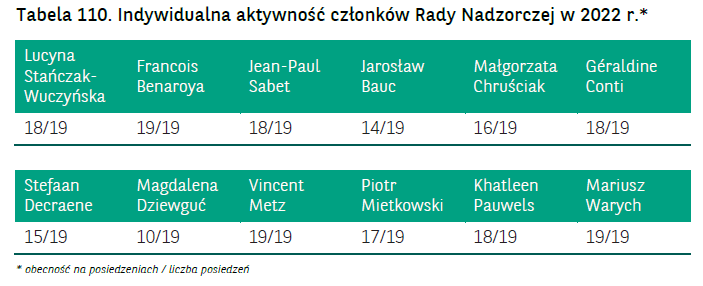 Tabela 110. Indywidualna aktywność członków Rady Nadzorczej w 2022 r.*
Lucyna Stańczak-Wuczyńska Francois Benaroya Jean-Paul Sabet Jarosław Bauc Małgorzata Chruściak Géraldine Conti
18/19 19/19 18/19 14/19 16/19 18/19
Stefaan Decraene Magdalena Dziewguć Vincent Metz Piotr Mietkowski Khatleen Pauwels Mariusz Warych
15/19 10/19 19/19 17/19 18/19 19/19
* obecność na posiedzeniach / liczba posiedzeń